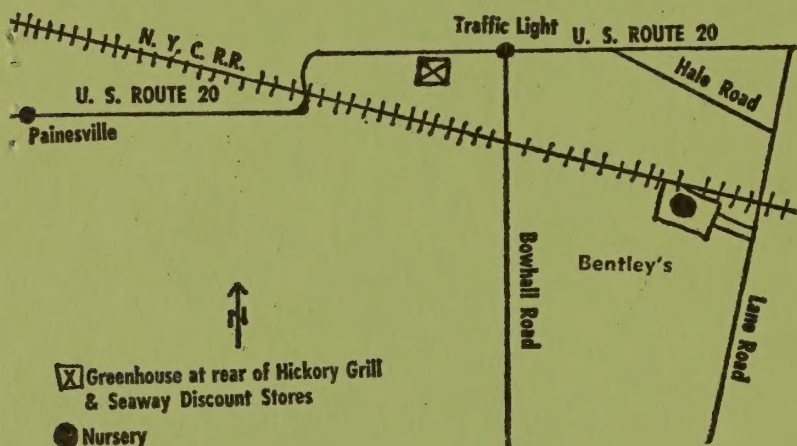 Traffic Light
U. S. ROUTE 20
N. Y. C. R.R.
Hale Road
U. S. ROUTE 20
Painesville
Bowhall Road
Bentley's
Lane Road
N
X Greenhouse at rear of Hickory Grill
& Seaway Discount Stores
Nursery